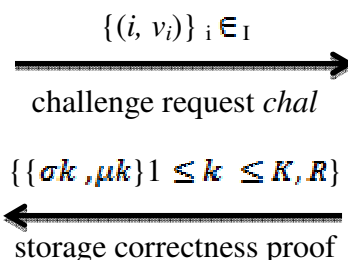 {(i, vᵢ)} i ∈ I
challenge request chal
{{σk ,μk}1 ≤ k ≤ K, R}
storage correctness proof